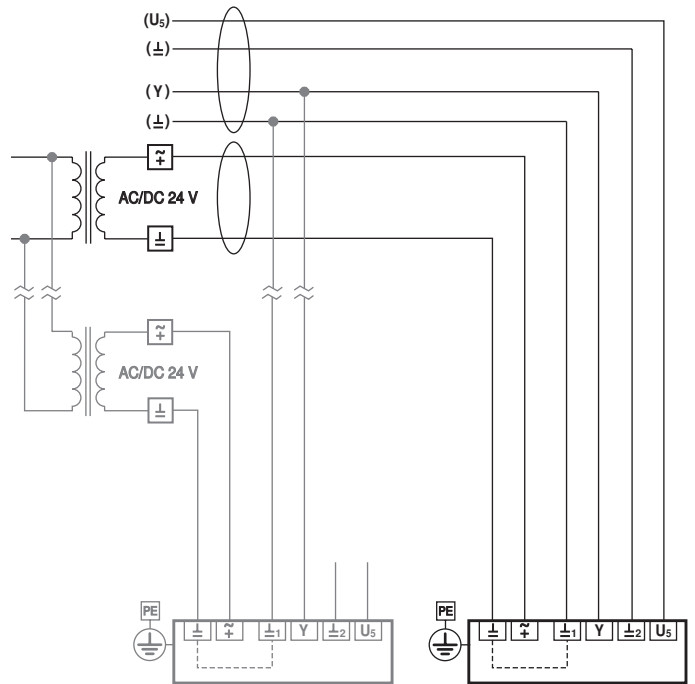 (U₅)
(⊥)
(Y)
(⊥)
≂+
AC/DC 24 V
⊥
≂+
AC/DC 24 V
⊥
PE PE
⊥ ≂+ ⊥1 Y ⊥2 U₅ ⊥ ≂+ ⊥1 Y ⊥2 U₅